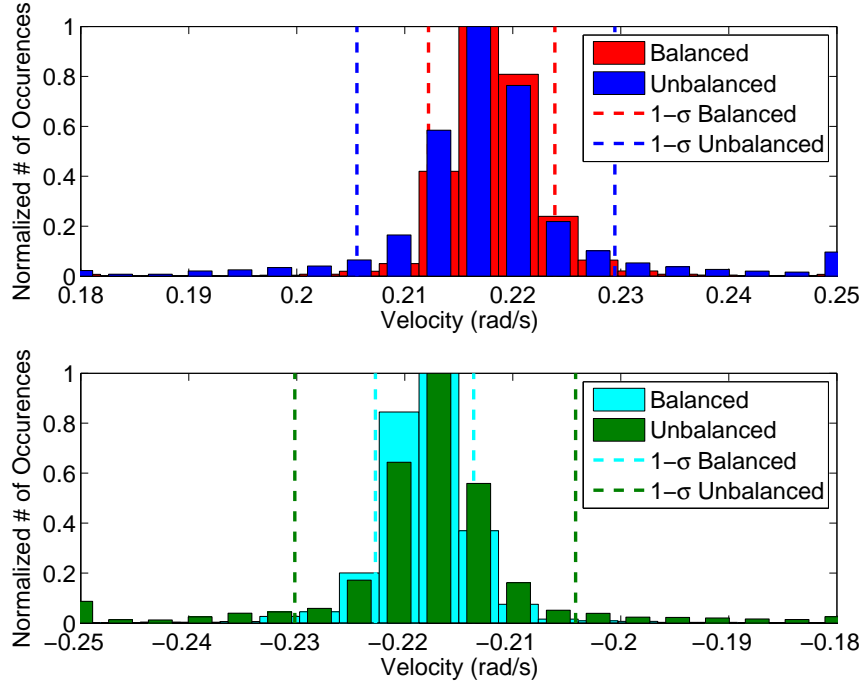 Normalized # of Occurences
1
0.8
0.6
0.4
0.2
0
0.18 0.19 0.2 0.21 0.22 0.23 0.24 0.25
Velocity (rad/s)
Balanced
Unbalanced
1−σ Balanced
1−σ Unbalanced
Normalized # of Occurences
1
0.8
0.6
0.4
0.2
0
−0.25 −0.24 −0.23 −0.22 −0.21 −0.2 −0.19 −0.18
Velocity (rad/s)
Balanced
Unbalanced
1−σ Balanced
1−σ Unbalanced